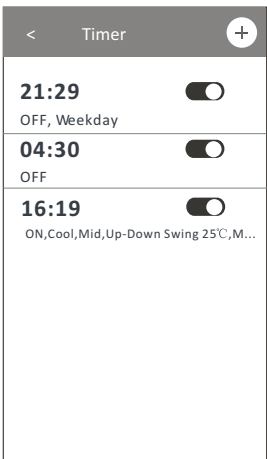 < Timer +
21:29
OFF, Weekday
04:30
OFF
16:19
ON,Cool,Mid,Up-Down Swing 25℃,M...